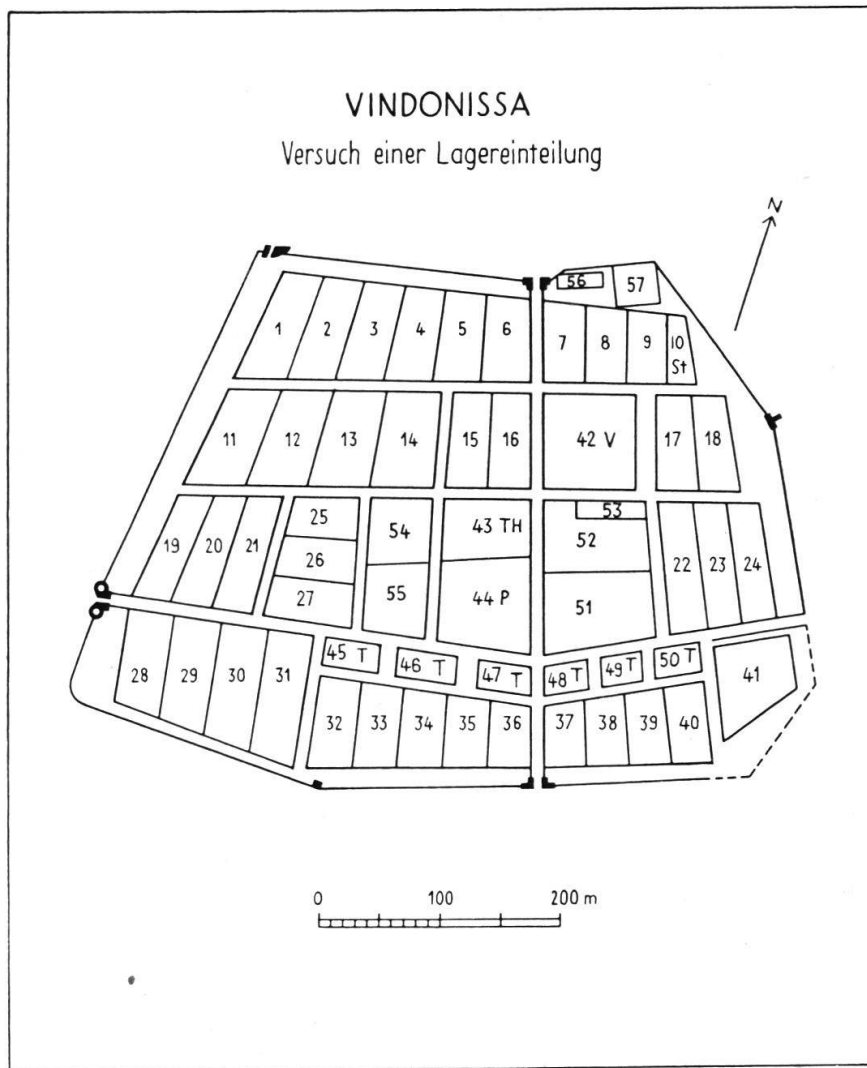 VINDONISSA
Versuch einer Lagereinteilung
N
56 57
1 2 3 4 5 6 7 8 9 10 St
11 12 13 14 15 16 42 V 17 18
19 20 21 25 54 43 TH 53 52 22 23 24
26
27 55 44 P 51
28 29 30 31 45 T 46 T 47 T 48 T 49 T 50 T 41
32 33 34 35 36 37 38 39 40
0 100 200 m